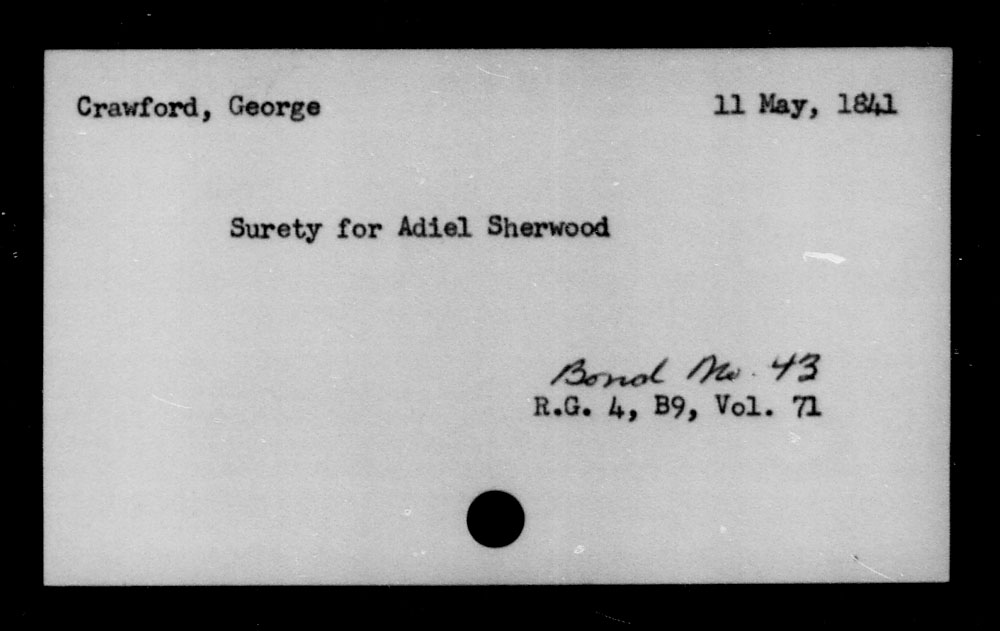 Crawford, George 11 May, 1841
Surety for Adiel Sherwood
Bond No. 43
R.G. 4, B9, Vol. 71